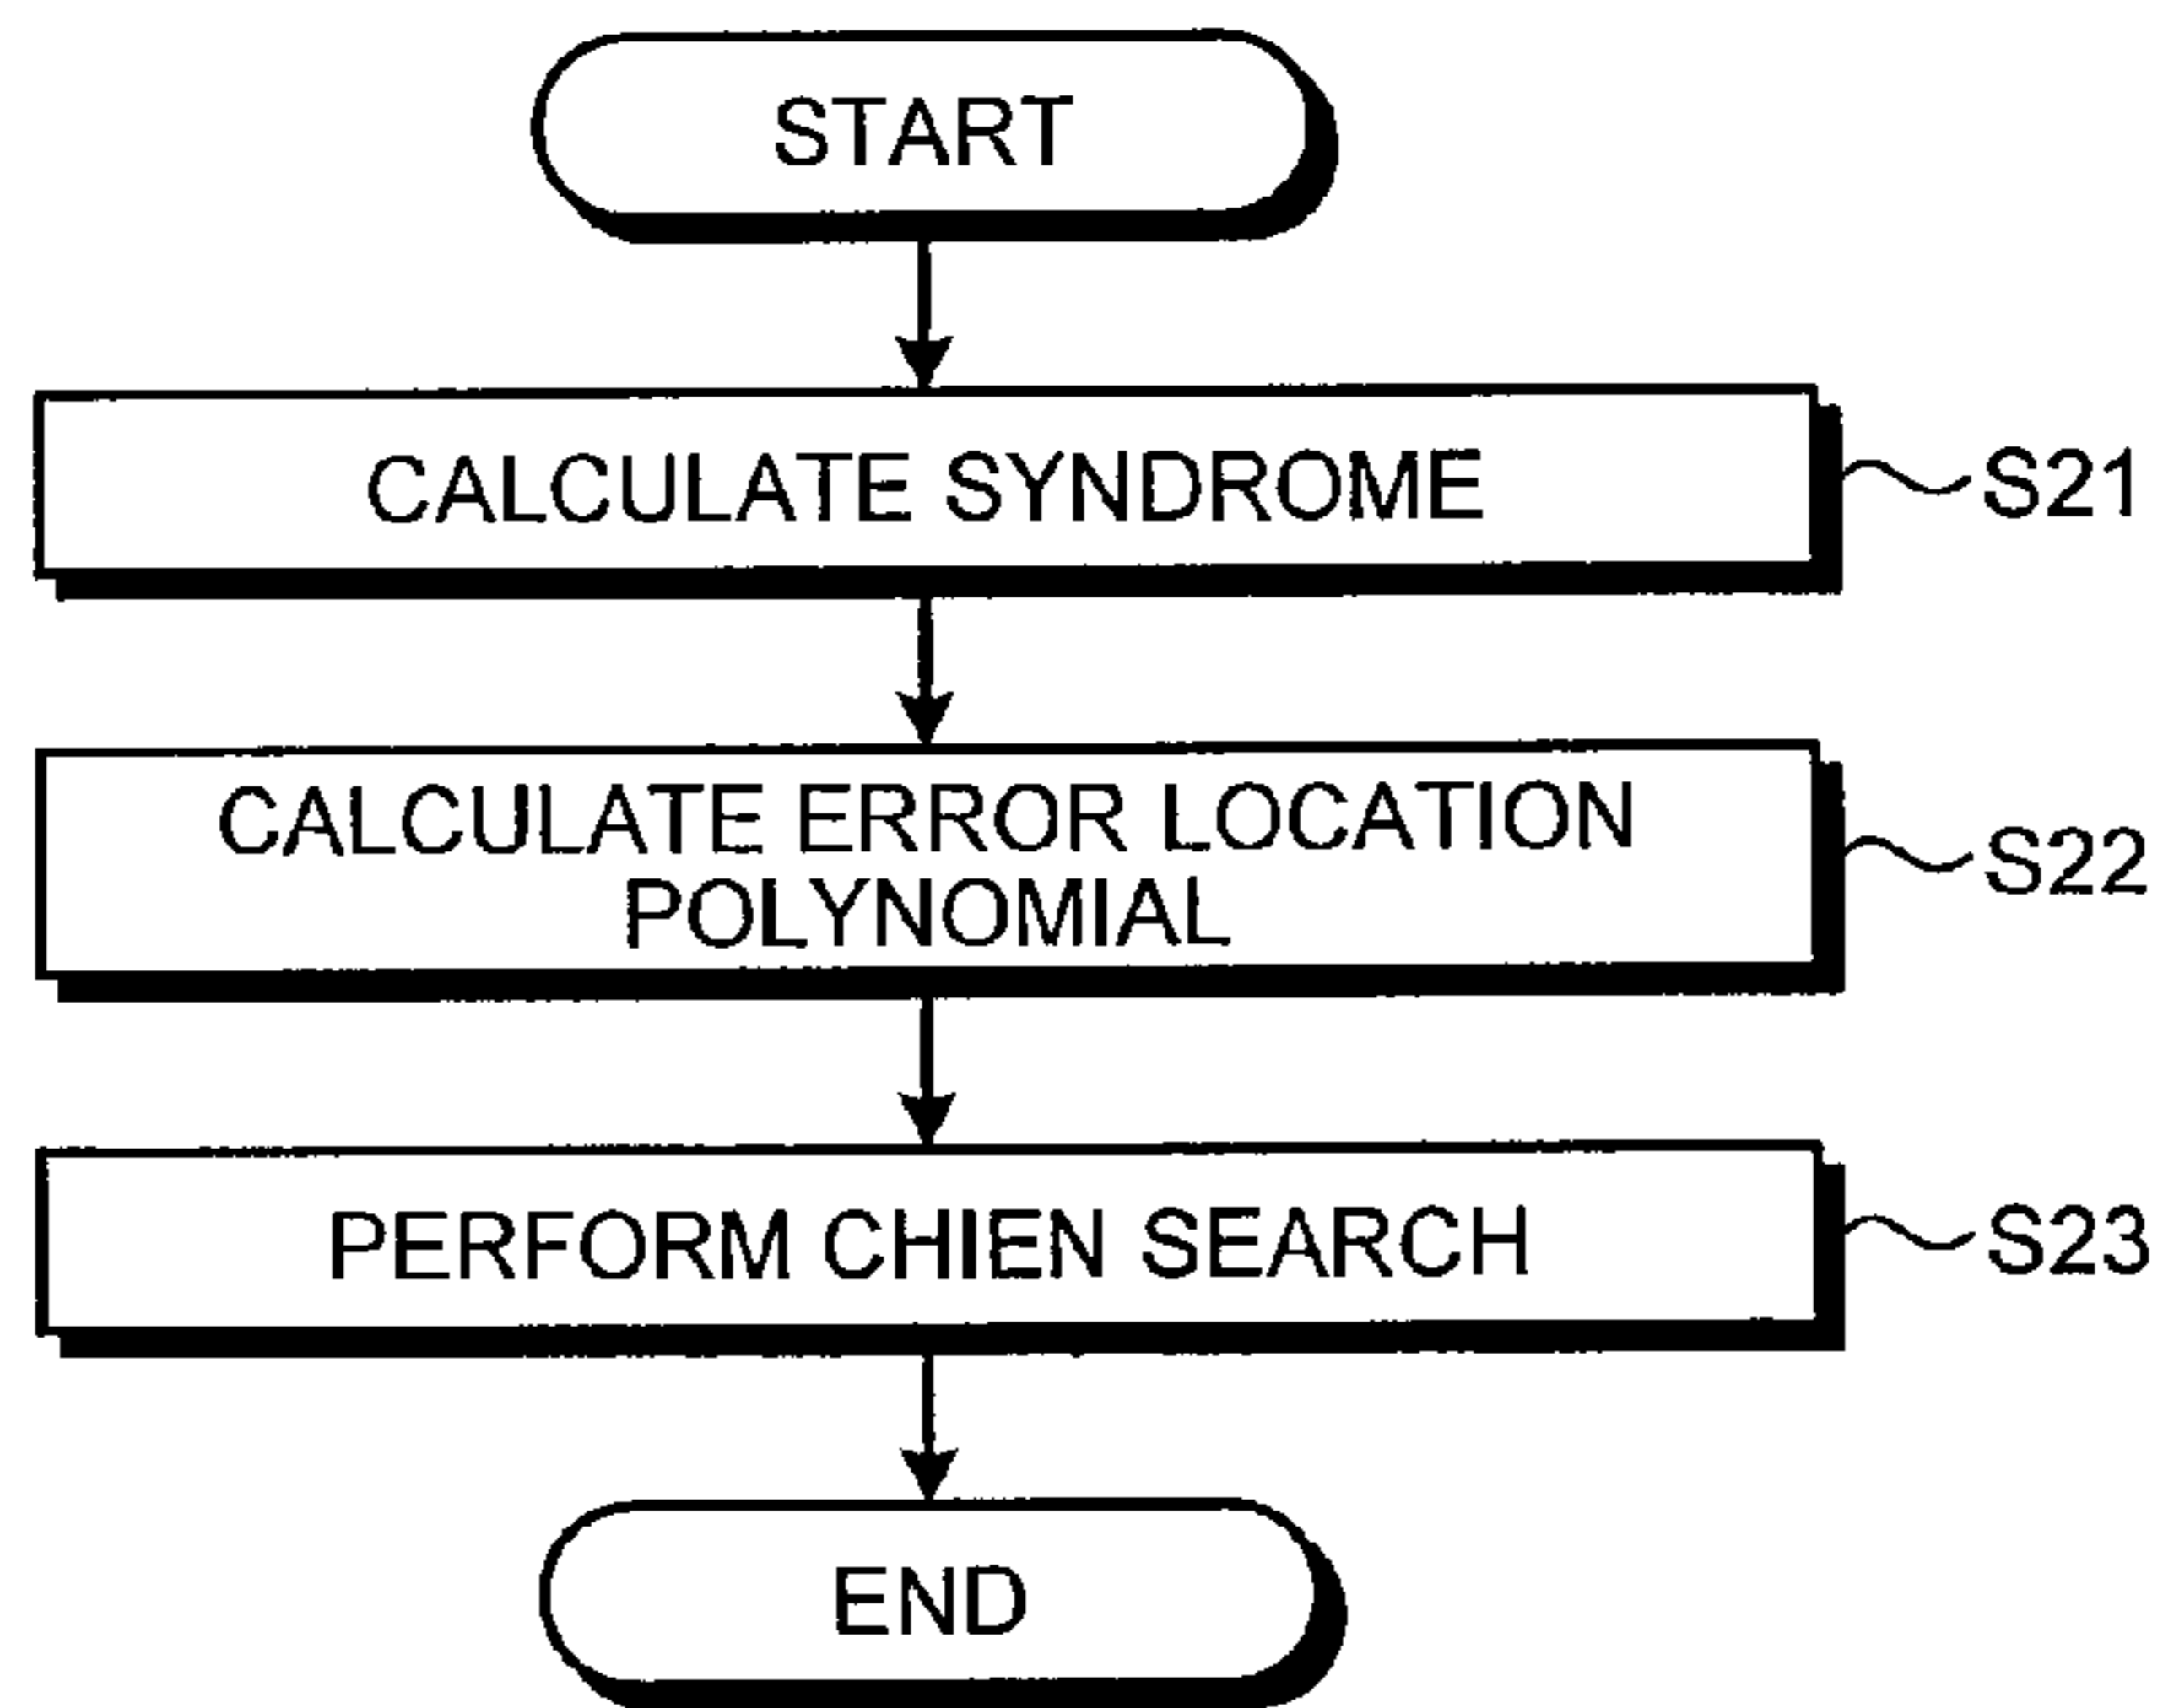 START
CALCULATE SYNDROME
S21
CALCULATE ERROR LOCATION
POLYNOMIAL
S22
PERFORM CHIEN SEARCH
S23
END